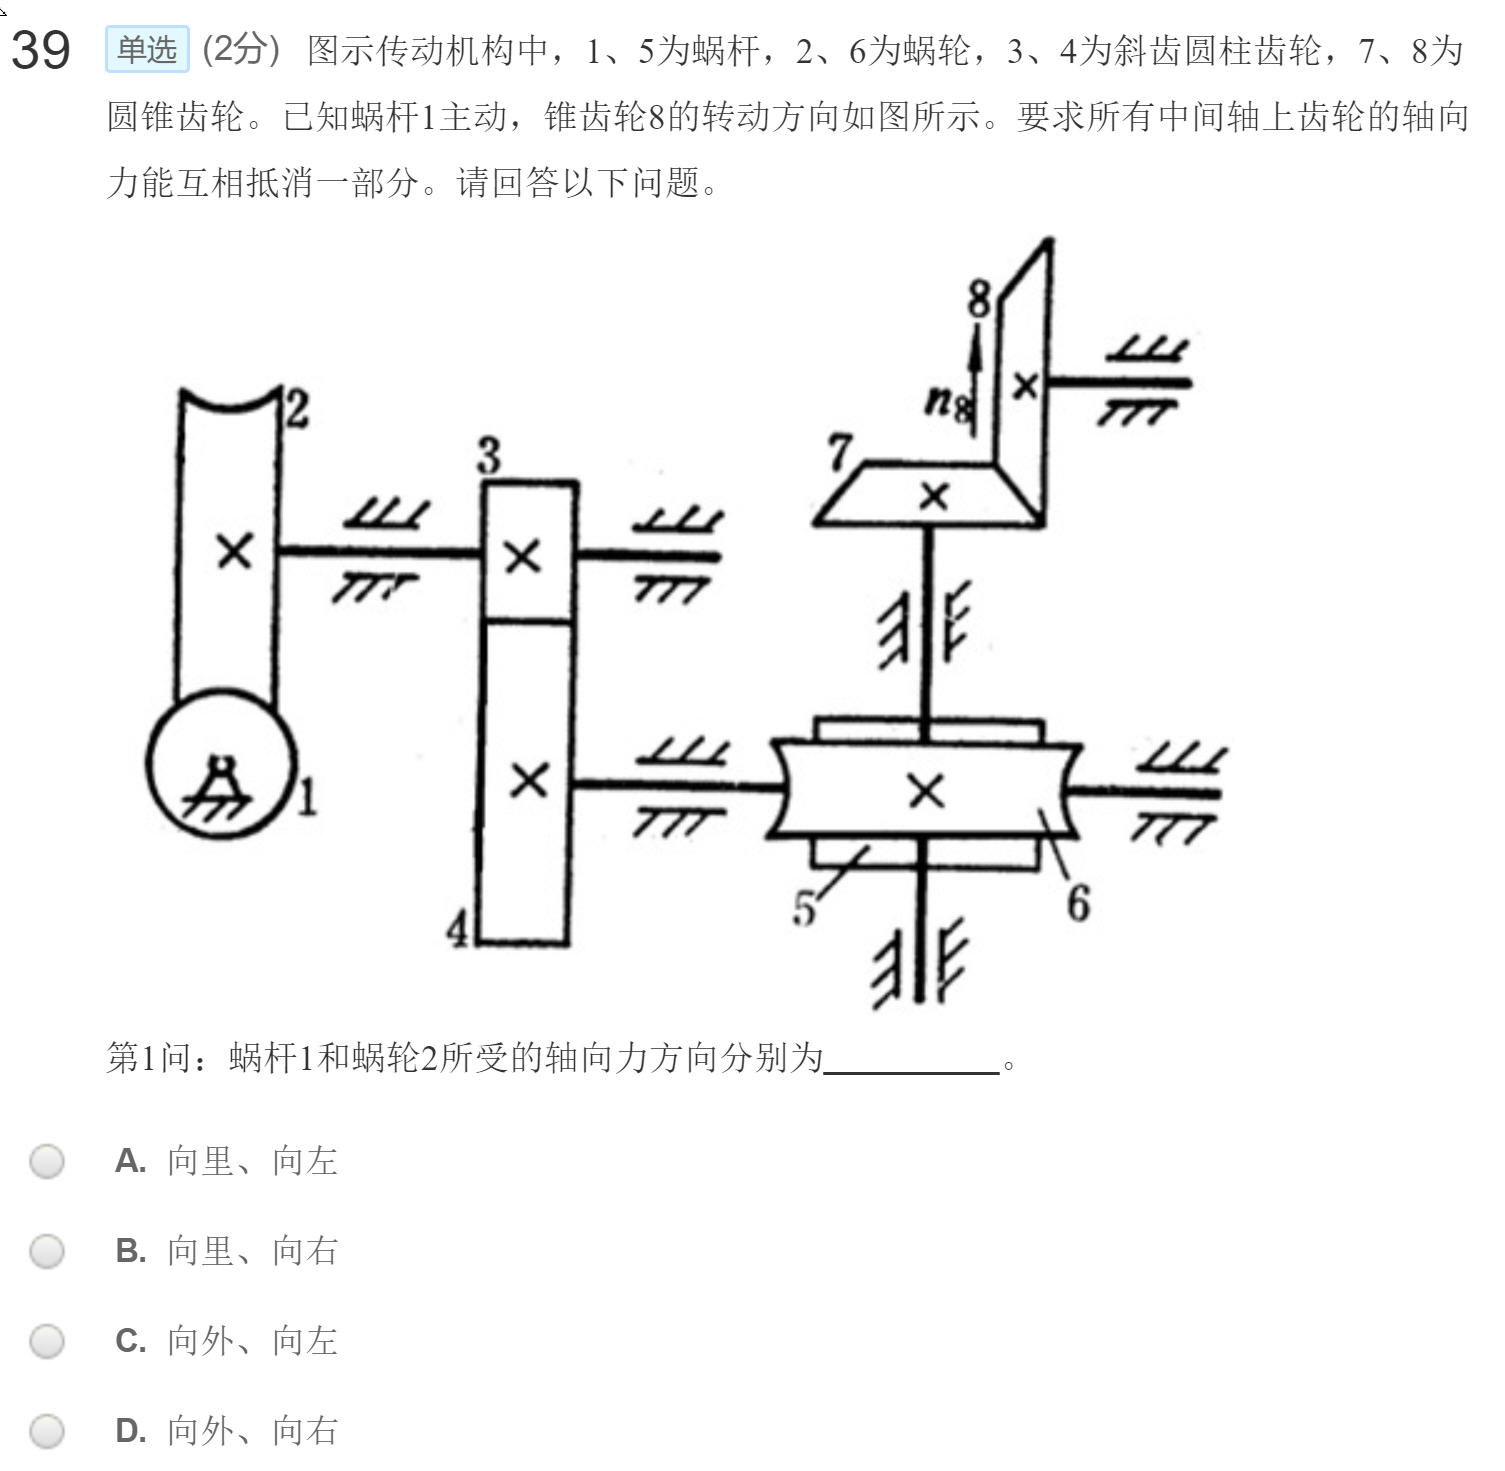 39 单选 (2分) 图示传动机构中，1、5为蜗杆，2、6为蜗轮，3、4为斜齿圆柱齿轮，7、8为
圆锥齿轮。已知蜗杆1主动，锥齿轮8的转动方向如图所示。要求所有中间轴上齿轮的轴向
力能互相抵消一部分。请回答以下问题。
8
n8
2
7
3
1
5
6
4
第1问：蜗杆1和蜗轮2所受的轴向力方向分别为__________。
A. 向里、向左
B. 向里、向右
C. 向外、向左
D. 向外、向右